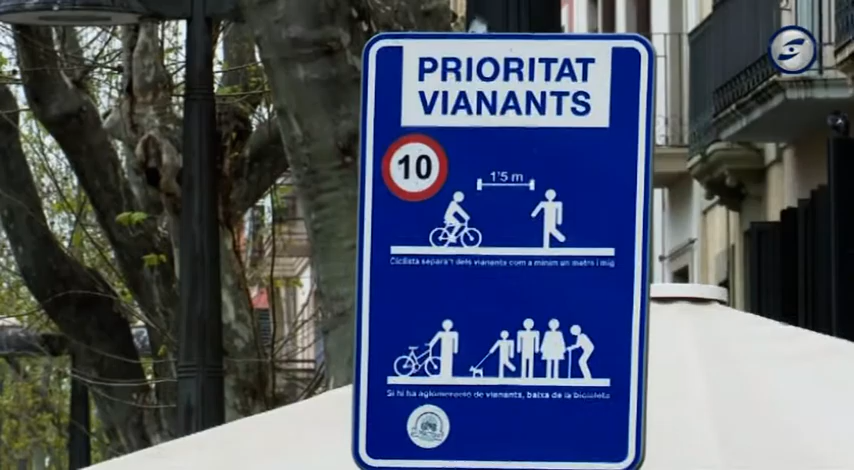 PRIORITAT
VIANANTS
10
1'5 m
Ciclista separa't dels vianants com a mínim un metre i mig
Si hi ha aglomeració de vianants, baixa de la bicicleta